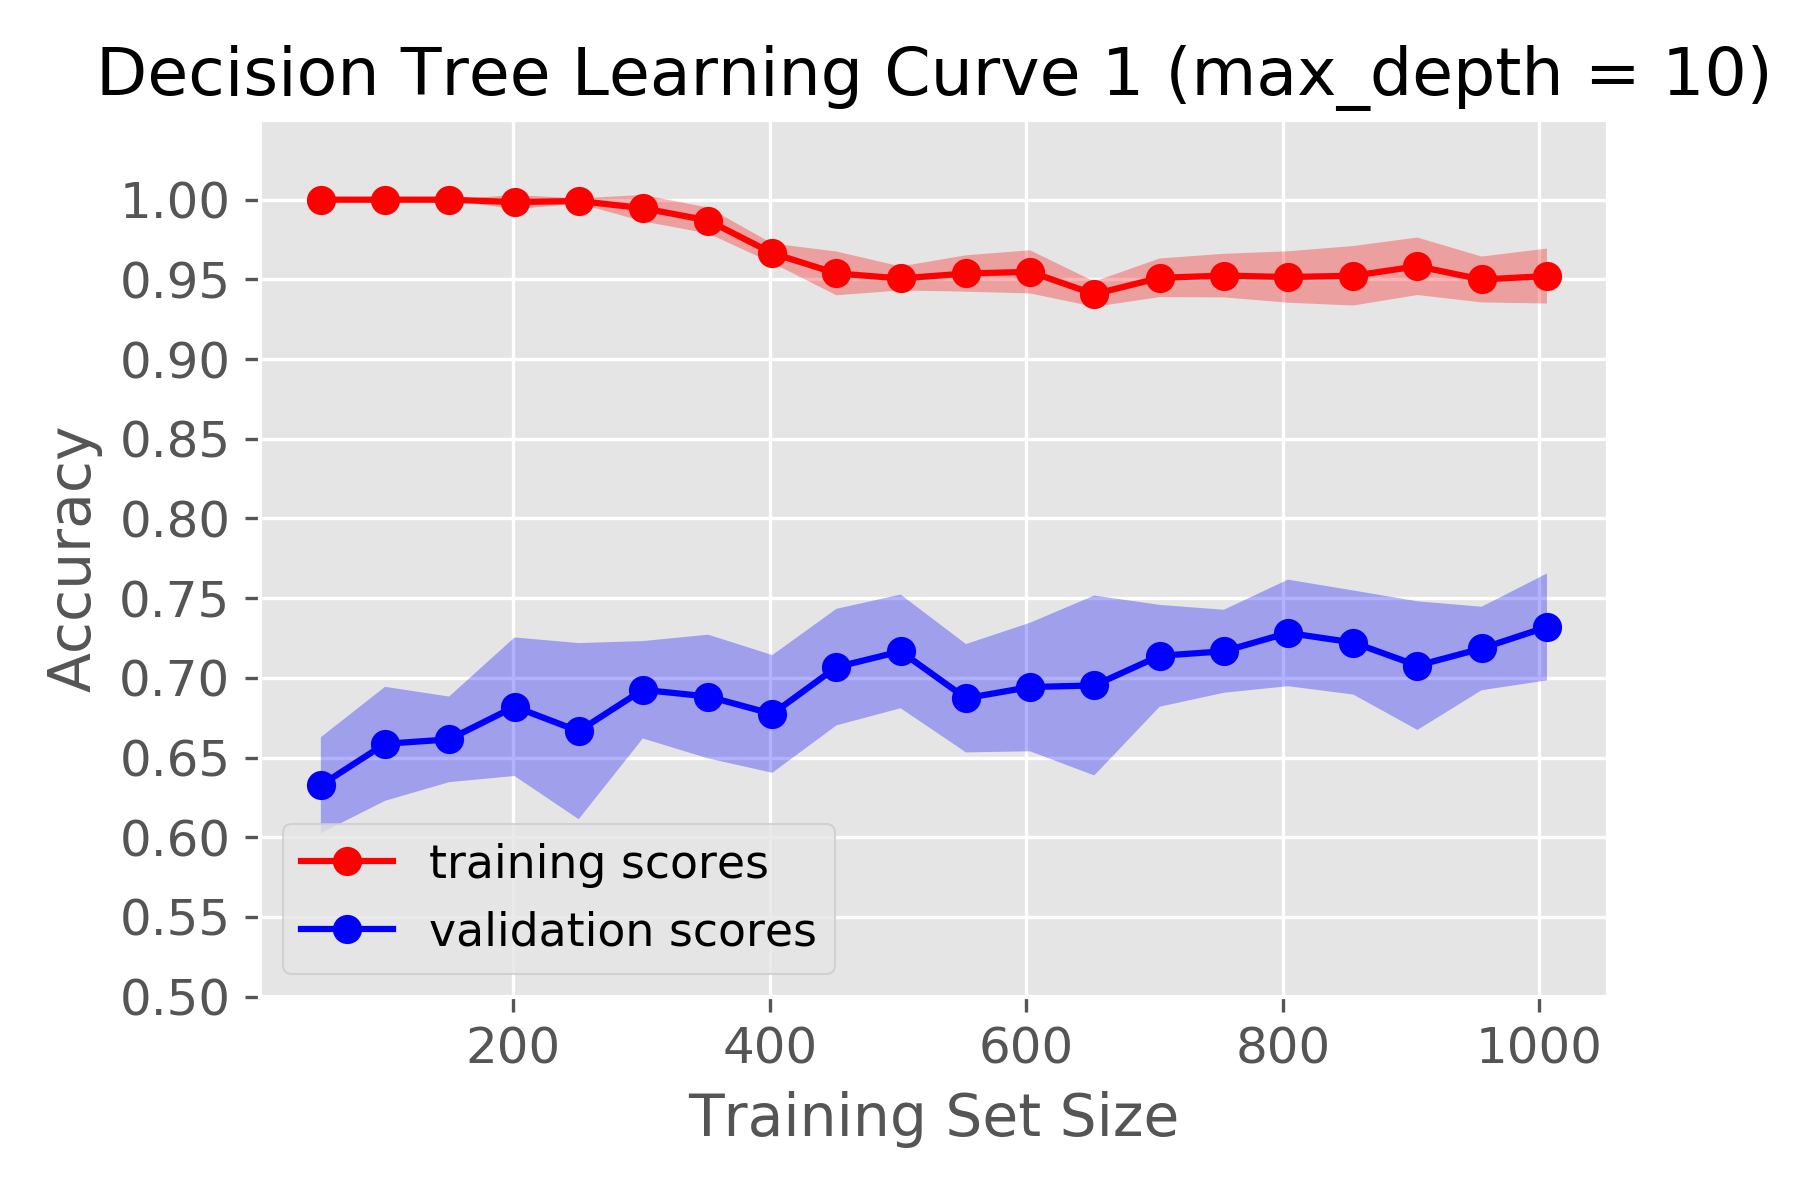 Decision Tree Learning Curve 1 (max_depth = 10)
1.00
0.95
0.90
0.85
0.80
0.75
0.70
0.65
0.60
0.55
0.50
Accuracy
training scores
validation scores
200 400 600 800 1000
Training Set Size